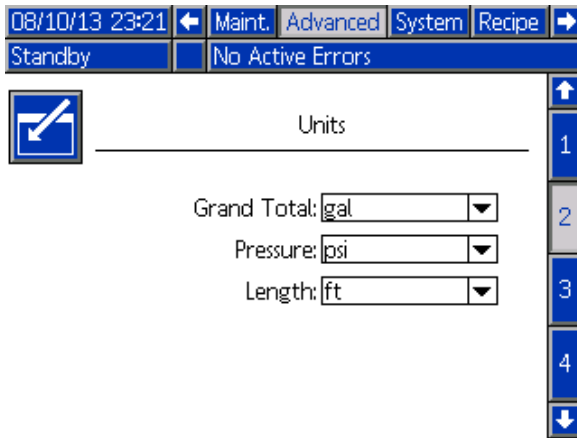 08/10/13 23:21 Maint. Advanced System Recipe
Standby No Active Errors
Units
1
Grand Total: gal
2
Pressure: psi
Length: ft
3
4